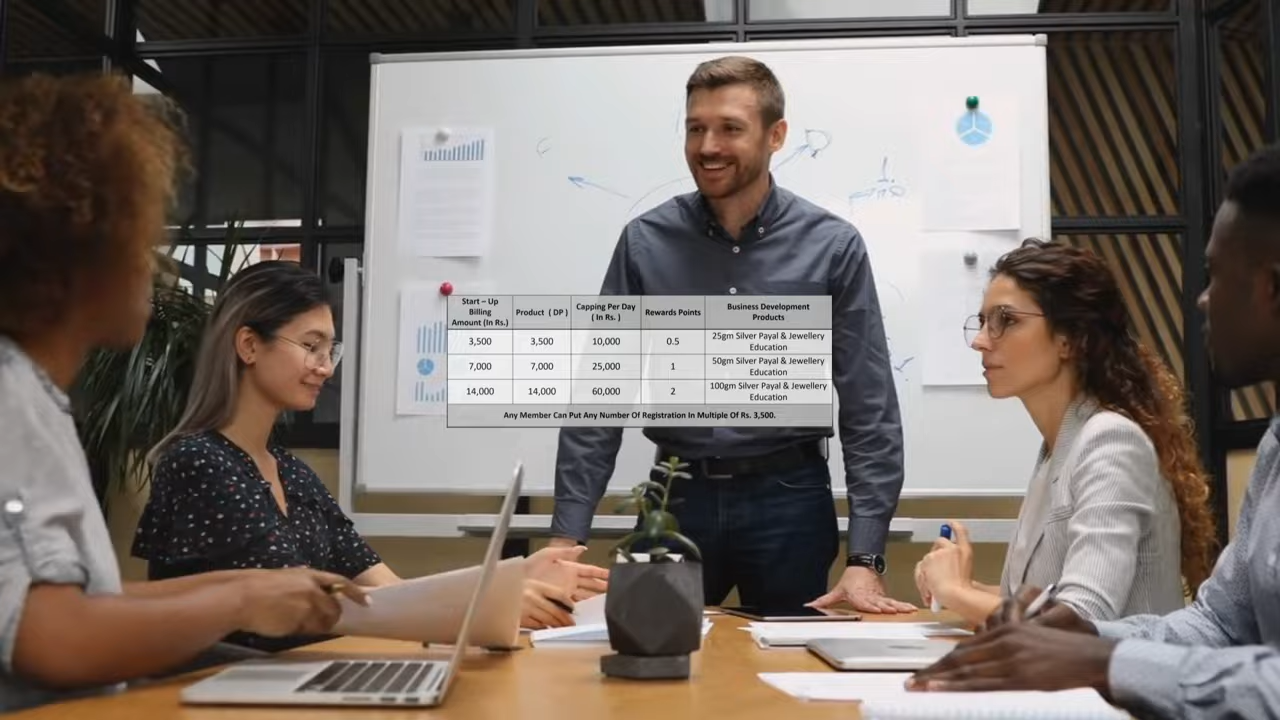 Start – Up Billing Amount (In Rs.) Product ( DP ) Capping Per Day ( In Rs. ) Rewards Points Business Development Products
3,500 3,500 10,000 0.5 25gm Silver Payal & Jewellery Education
7,000 7,000 25,000 1 50gm Silver Payal & Jewellery Education
14,000 14,000 60,000 2 100gm Silver Payal & Jewellery Education
Any Member Can Put Any Number Of Registration In Multiple Of Rs. 3,500.